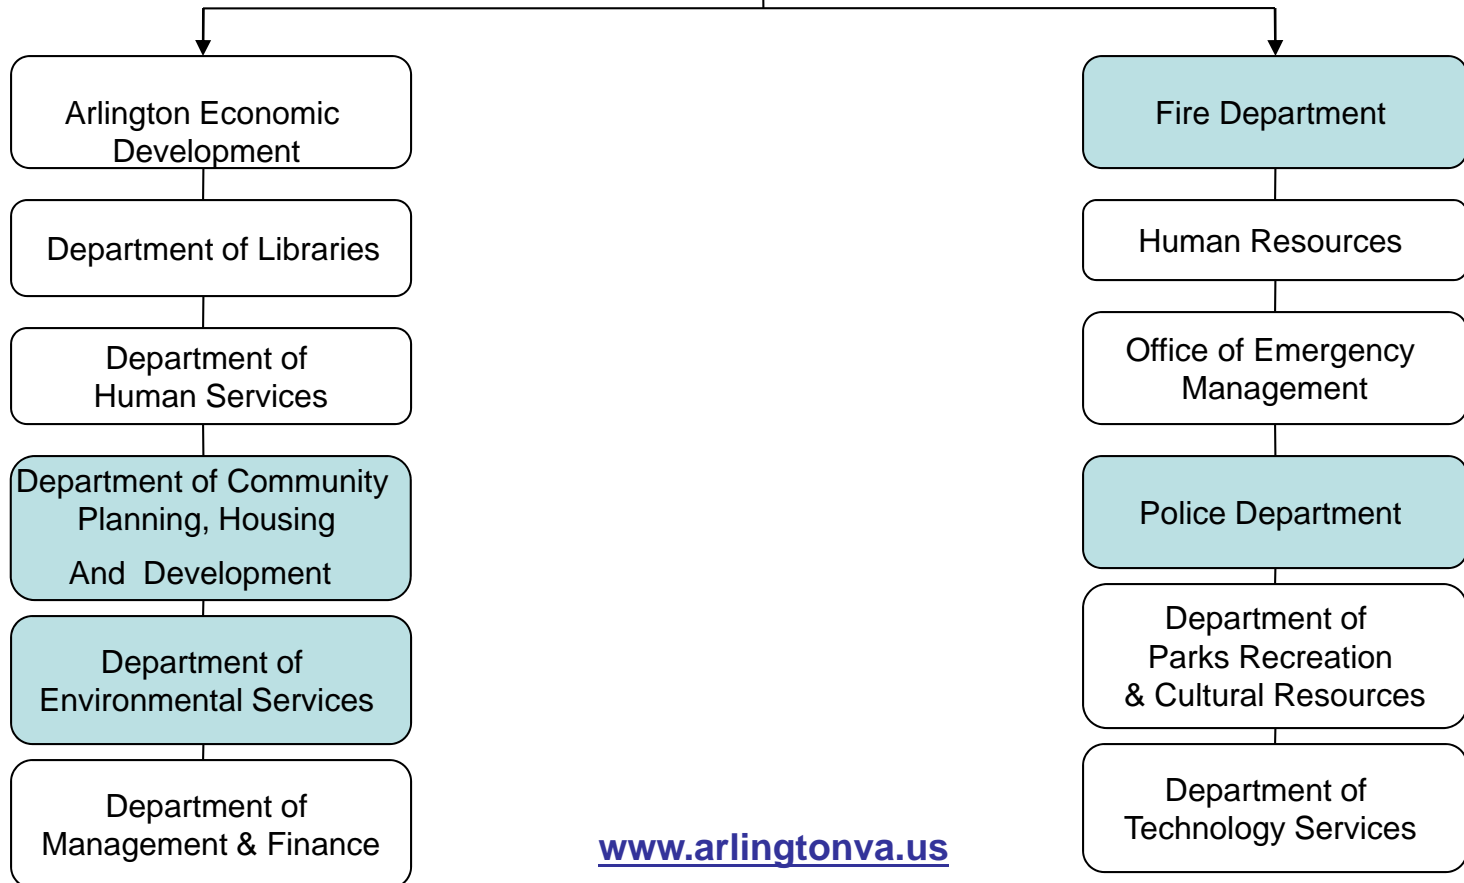 Arlington Economic
Development
Department of Libraries
Department of
Human Services
Department of Community
Planning, Housing
And Development
Department of
Environmental Services
Department of
Management & Finance
Fire Department
Human Resources
Office of Emergency
Management
Police Department
Department of
Parks Recreation
& Cultural Resources
Department of
Technology Services
www.arlingtonva.us